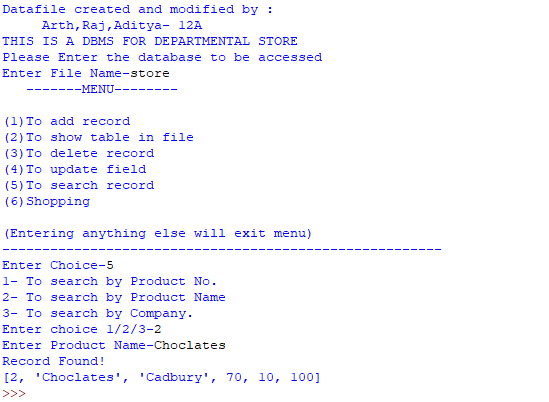 Datafile created and modified by :
Arth,Raj,Aditya- 12A
THIS IS A DBMS FOR DEPARTMENTAL STORE
Please Enter the database to be accessed
Enter File Name-store
-------MENU--------
(1)To add record
(2)To show table in file
(3)To delete record
(4)To update field
(5)To search record
(6)Shopping
(Entering anything else will exit menu)
-------------------------------------------------------
Enter Choice-5
1- To search by Product No.
2- To search by Product Name
3- To search by Company.
Enter choice 1/2/3-2
Enter Product Name-Choclates
Record Found!
[2, 'Choclates', 'Cadbury', 70, 10, 100]
>>>